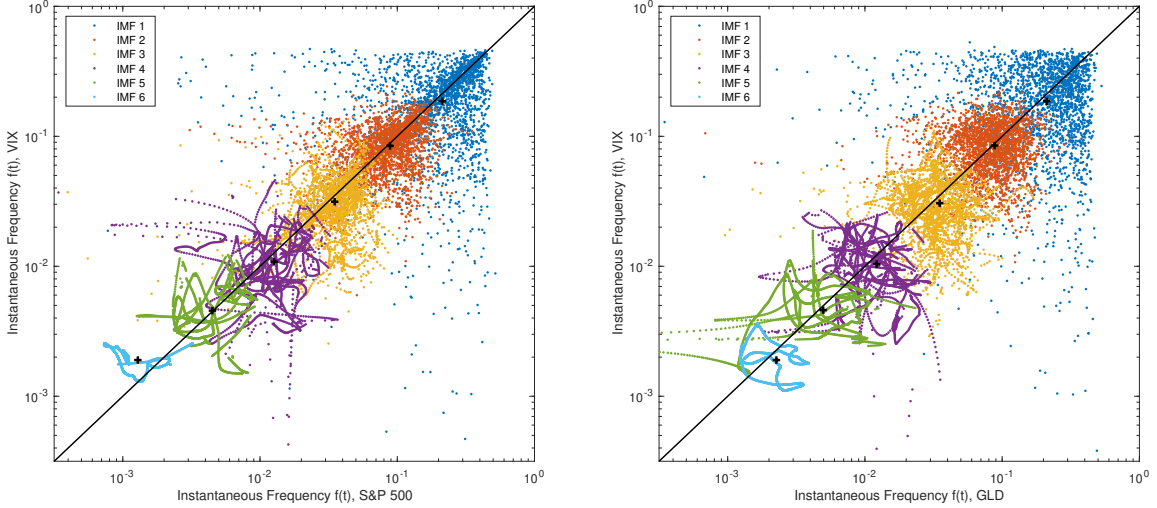 10^0
10^-1
10^-2
10^-3
Instantaneous Frequency f(t), VIX
IMF 1
IMF 2
IMF 3
IMF 4
IMF 5
IMF 6
10^-3
10^-2
10^-1
10^0
Instantaneous Frequency f(t), S&P 500
10^0
10^-1
10^-2
10^-3
Instantaneous Frequency f(t), VIX
IMF 1
IMF 2
IMF 3
IMF 4
IMF 5
IMF 6
10^-3
10^-2
10^-1
10^0
Instantaneous Frequency f(t), GLD